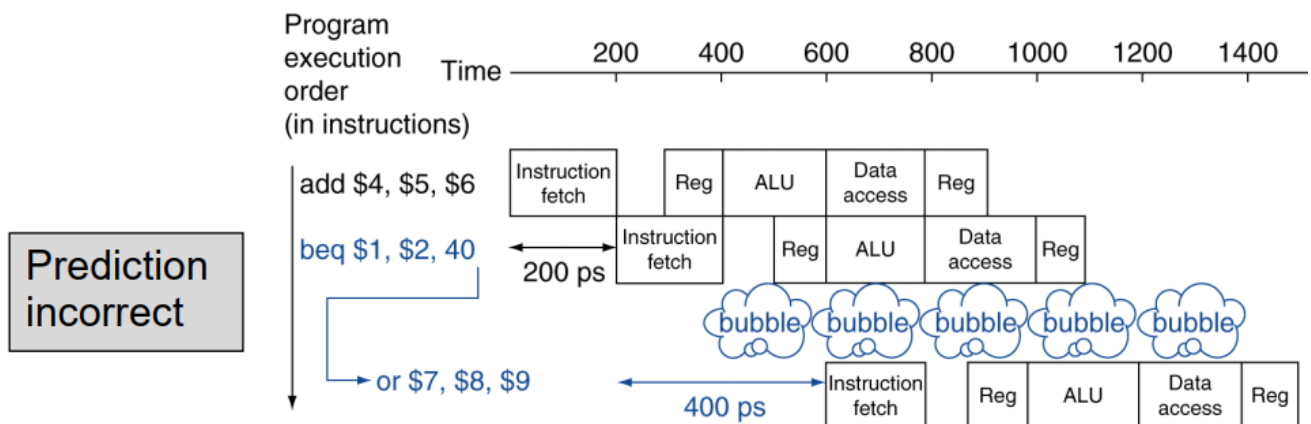 Program
execution
order
(in instructions)
Time
200 400 600 800 1000 1200 1400
add $4, $5, $6
Instruction
fetch
Reg
ALU
Data
access
Reg
Prediction
incorrect
beq $1, $2, 40
200 ps
Instruction
fetch
Reg
ALU
Data
access
Reg
bubble bubble bubble bubble bubble
or $7, $8, $9
400 ps
Instruction
fetch
Reg
ALU
Data
access
Reg